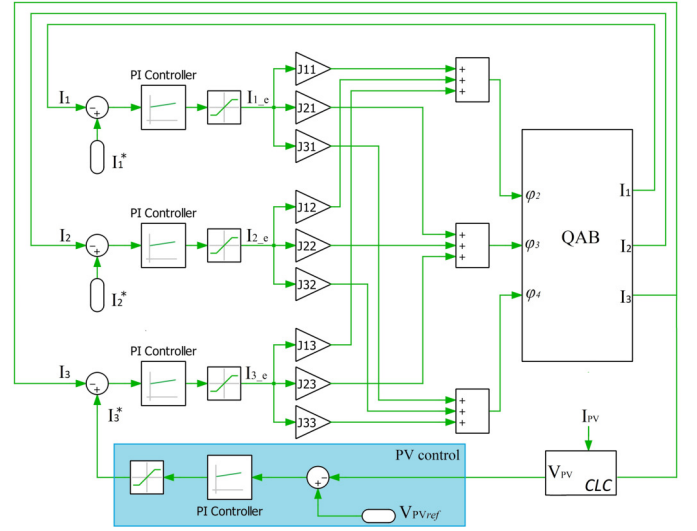 PI Controller
I1
− +
I1*
I1_e
J11
J21
J31
+
+
+
PI Controller
I2
− +
I2*
I2_e
J12
J22
J32
+
+
+
φ2
φ3
φ4
QAB
I1
I2
I3
PI Controller
I3
− +
I3*
I3_e
J13
J23
J33
+
+
+
IPV
VPV
CLC
PV control
PI Controller
− +
VPVref